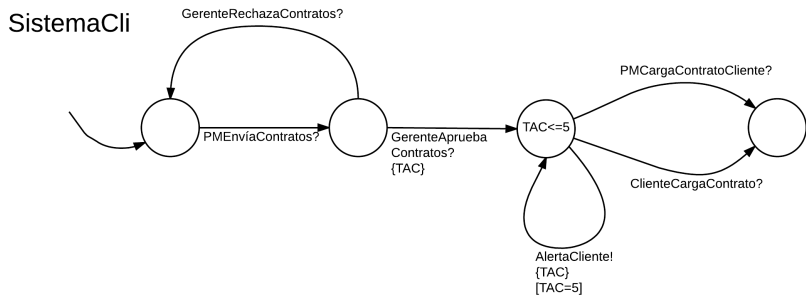 SistemaCli
GerenteRechazaContratos?
PMEnvíaContratos?
GerenteAprueba
Contratos?
{TAC}
TAC<=5
PMCargaContratoCliente?
ClienteCargaContrato?
AlertaCliente!
{TAC}
[TAC=5]